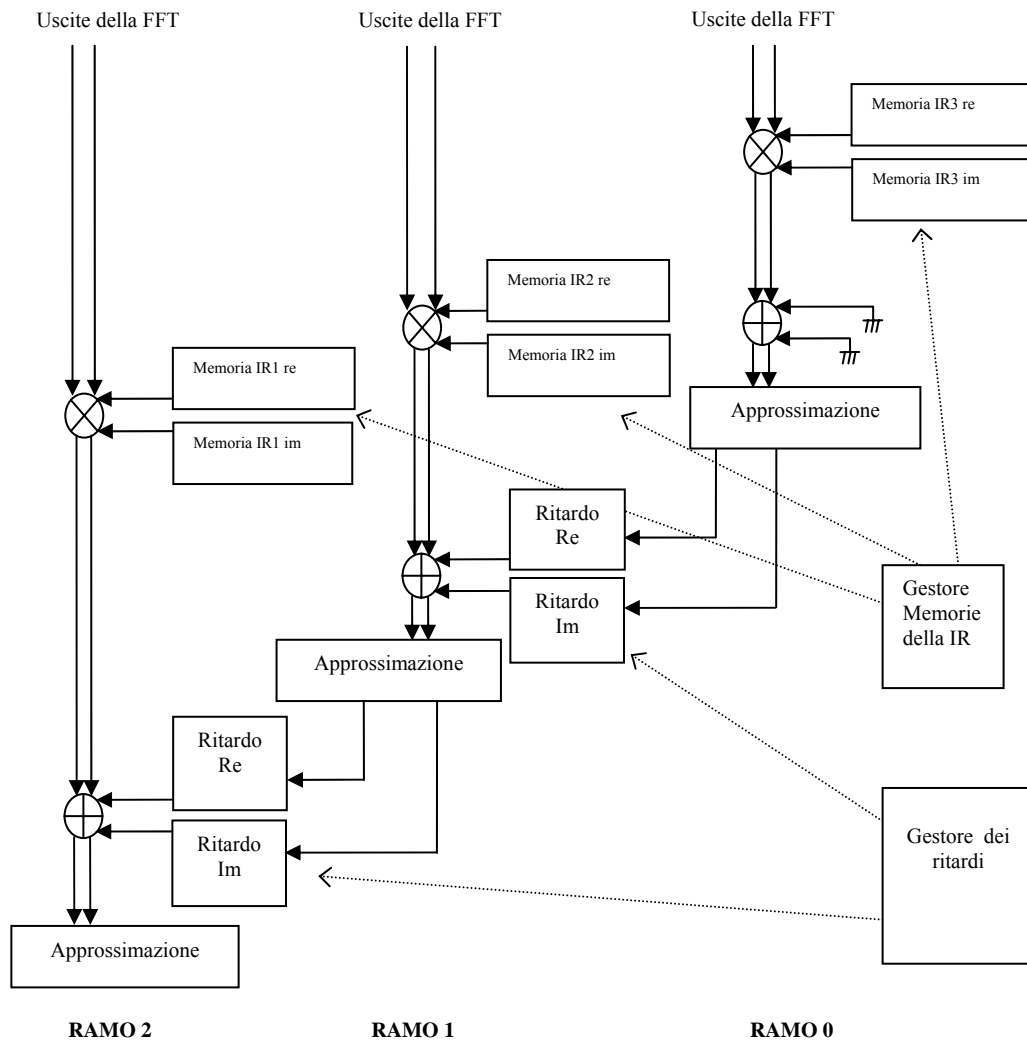 Uscite della FFT
Uscite della FFT
Uscite della FFT
Memoria IR3 re
Memoria IR3 im
Memoria IR2 re
Memoria IR2 im
Memoria IR1 re
Memoria IR1 im
Approssimazione
Ritardo
Re
Ritardo
Im
Gestore
Memorie
della IR
Approssimazione
Ritardo
Re
Ritardo
Im
Gestore dei
ritardi
Approssimazione
RAMO 2
RAMO 1
RAMO 0